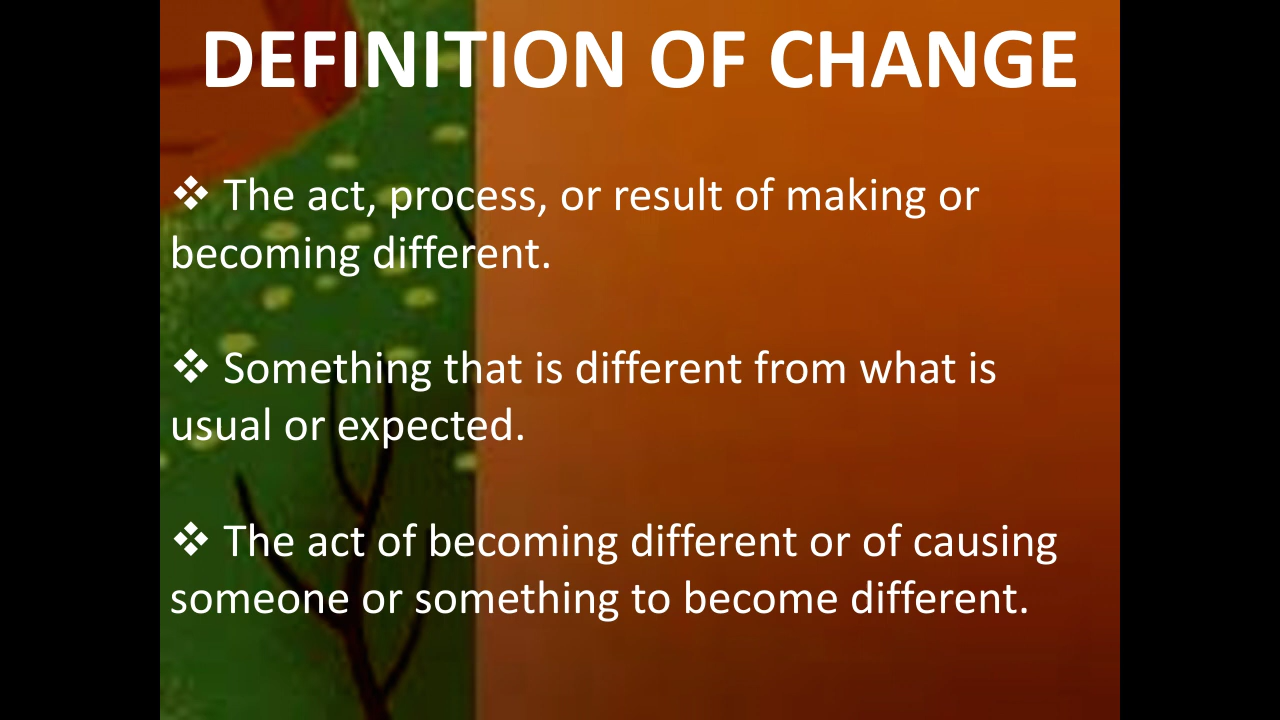 DEFINITION OF CHANGE
❖ The act, process, or result of making or
becoming different.
❖ Something that is different from what is
usual or expected.
❖ The act of becoming different or of causing
someone or something to become different.